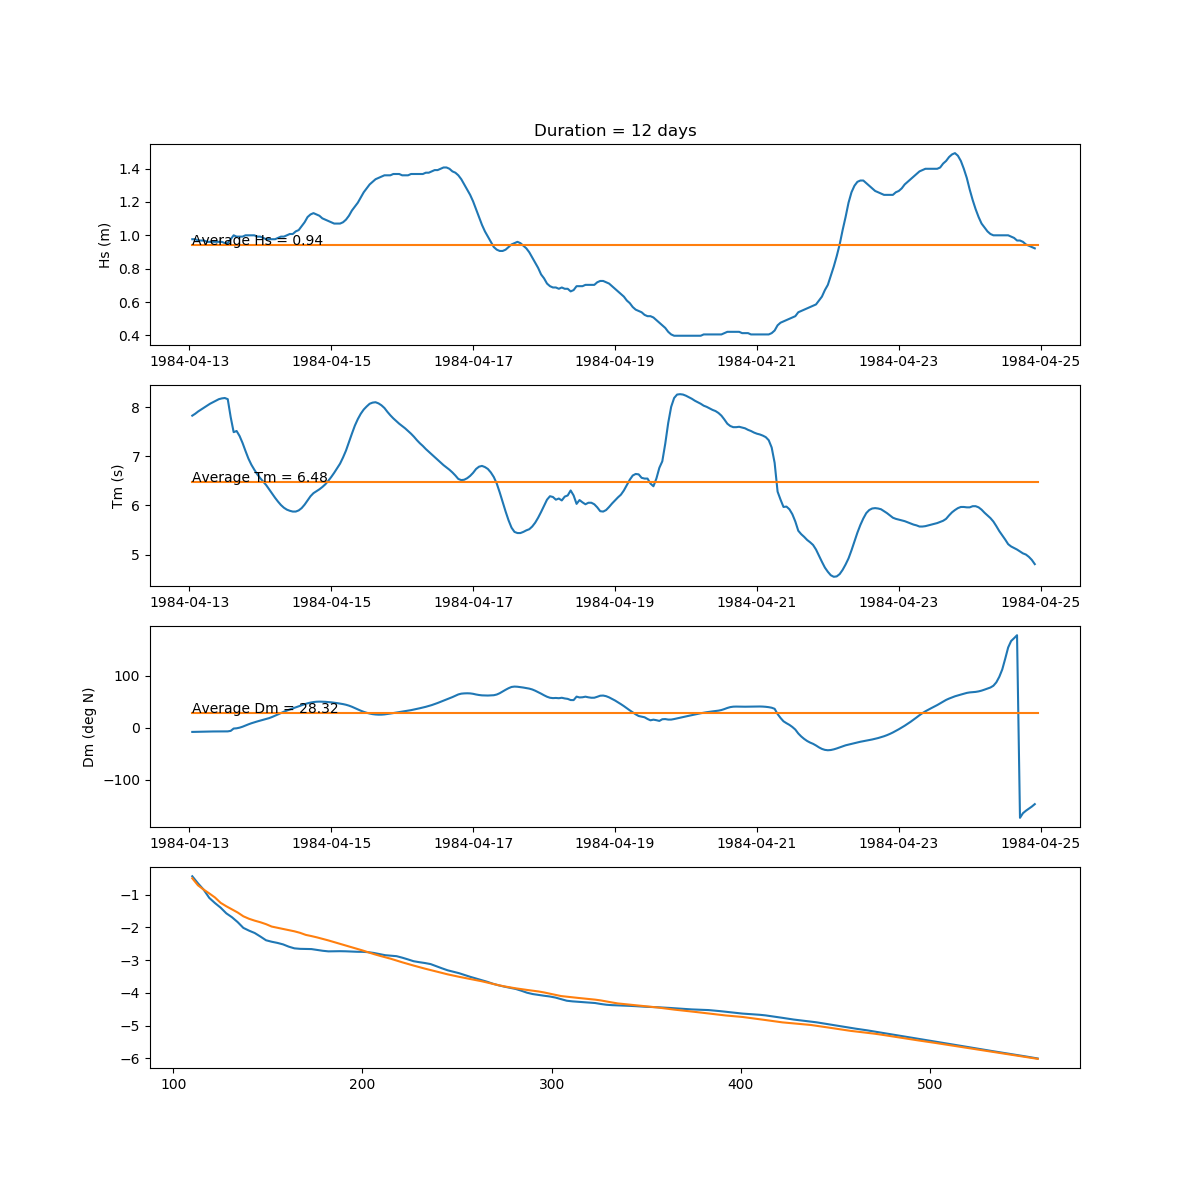 Duration = 12 days
Hs (m)
1.4
1.2
1.0
0.8
0.6
0.4
Average Hs = 0.94
1984-04-13 1984-04-15 1984-04-17 1984-04-19 1984-04-21 1984-04-23 1984-04-25
Tm (s)
8
7
6
5
Average Tm = 6.48
1984-04-13 1984-04-15 1984-04-17 1984-04-19 1984-04-21 1984-04-23 1984-04-25
Dm (deg N)
100
0
−100
Average Dm = 28.32
1984-04-13 1984-04-15 1984-04-17 1984-04-19 1984-04-21 1984-04-23 1984-04-25
−1
−2
−3
−4
−5
−6
100 200 300 400 500